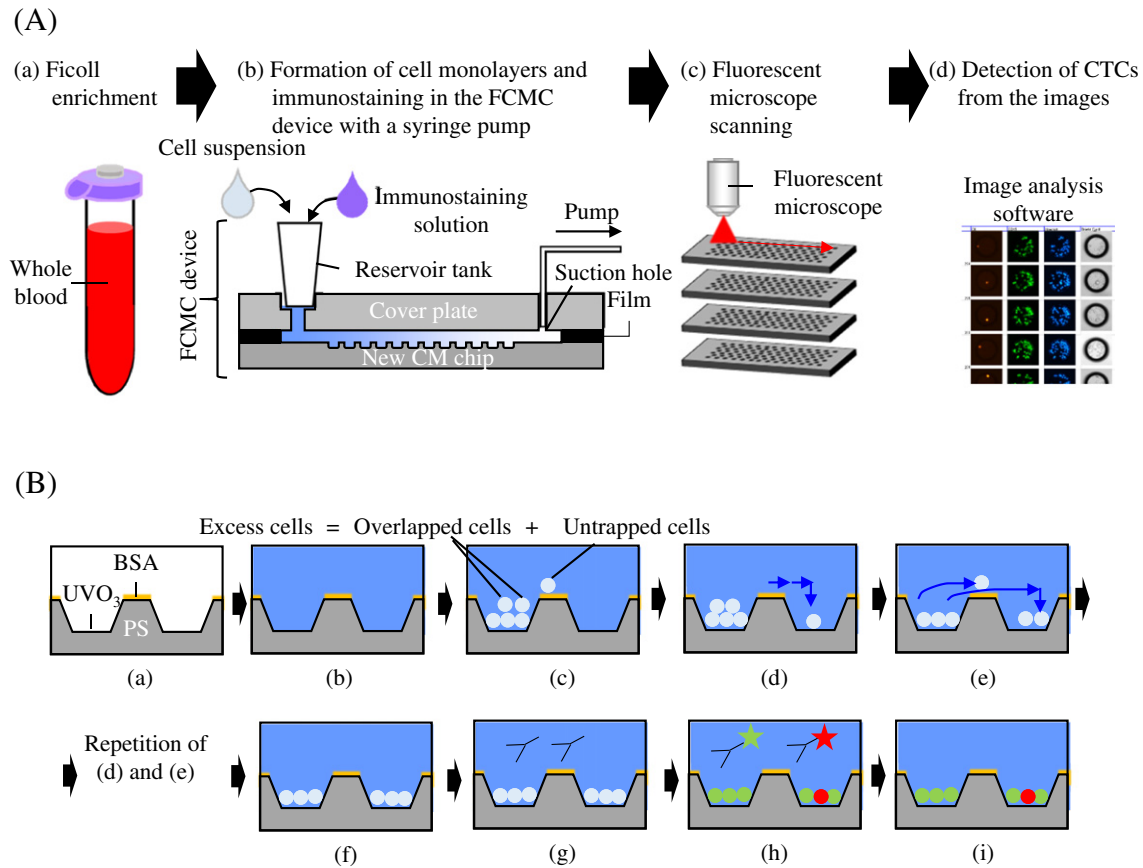 (A)
(a) Ficoll
enrichment
(b) Formation of cell monolayers and
immunostaining in the FCMC
device with a syringe pump
(c) Fluorescent
microscope
scanning
(d) Detection of CTCs
from the images
Whole
blood
Cell suspension
Immunostaining
solution
FCMC device
Reservoir tank
Pump
Suction hole
Film
Cover plate
New CM chip
Fluorescent
microscope
Image analysis
software
(B)
Excess cells = Overlapped cells + Untrapped cells
BSA
UVO3
PS
(a)
(b)
(c)
(d)
(e)
Repetition of
(d) and (e)
(f)
(g)
(h)
(i)